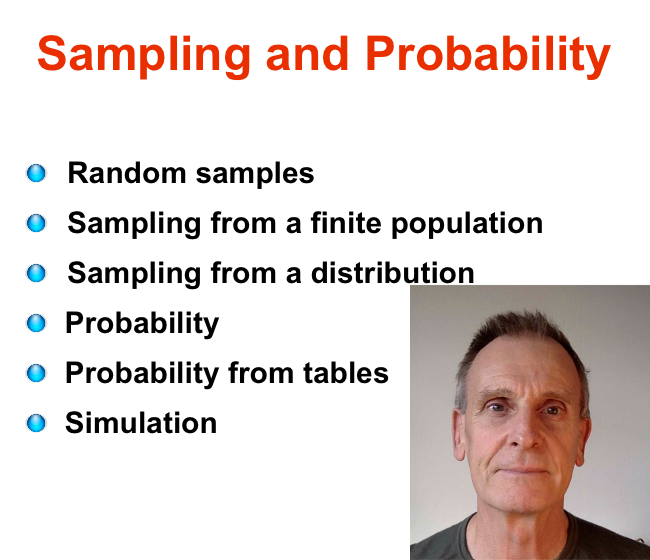 Sampling and Probability
Random samples
Sampling from a finite population
Sampling from a distribution
Probability
Probability from tables
Simulation